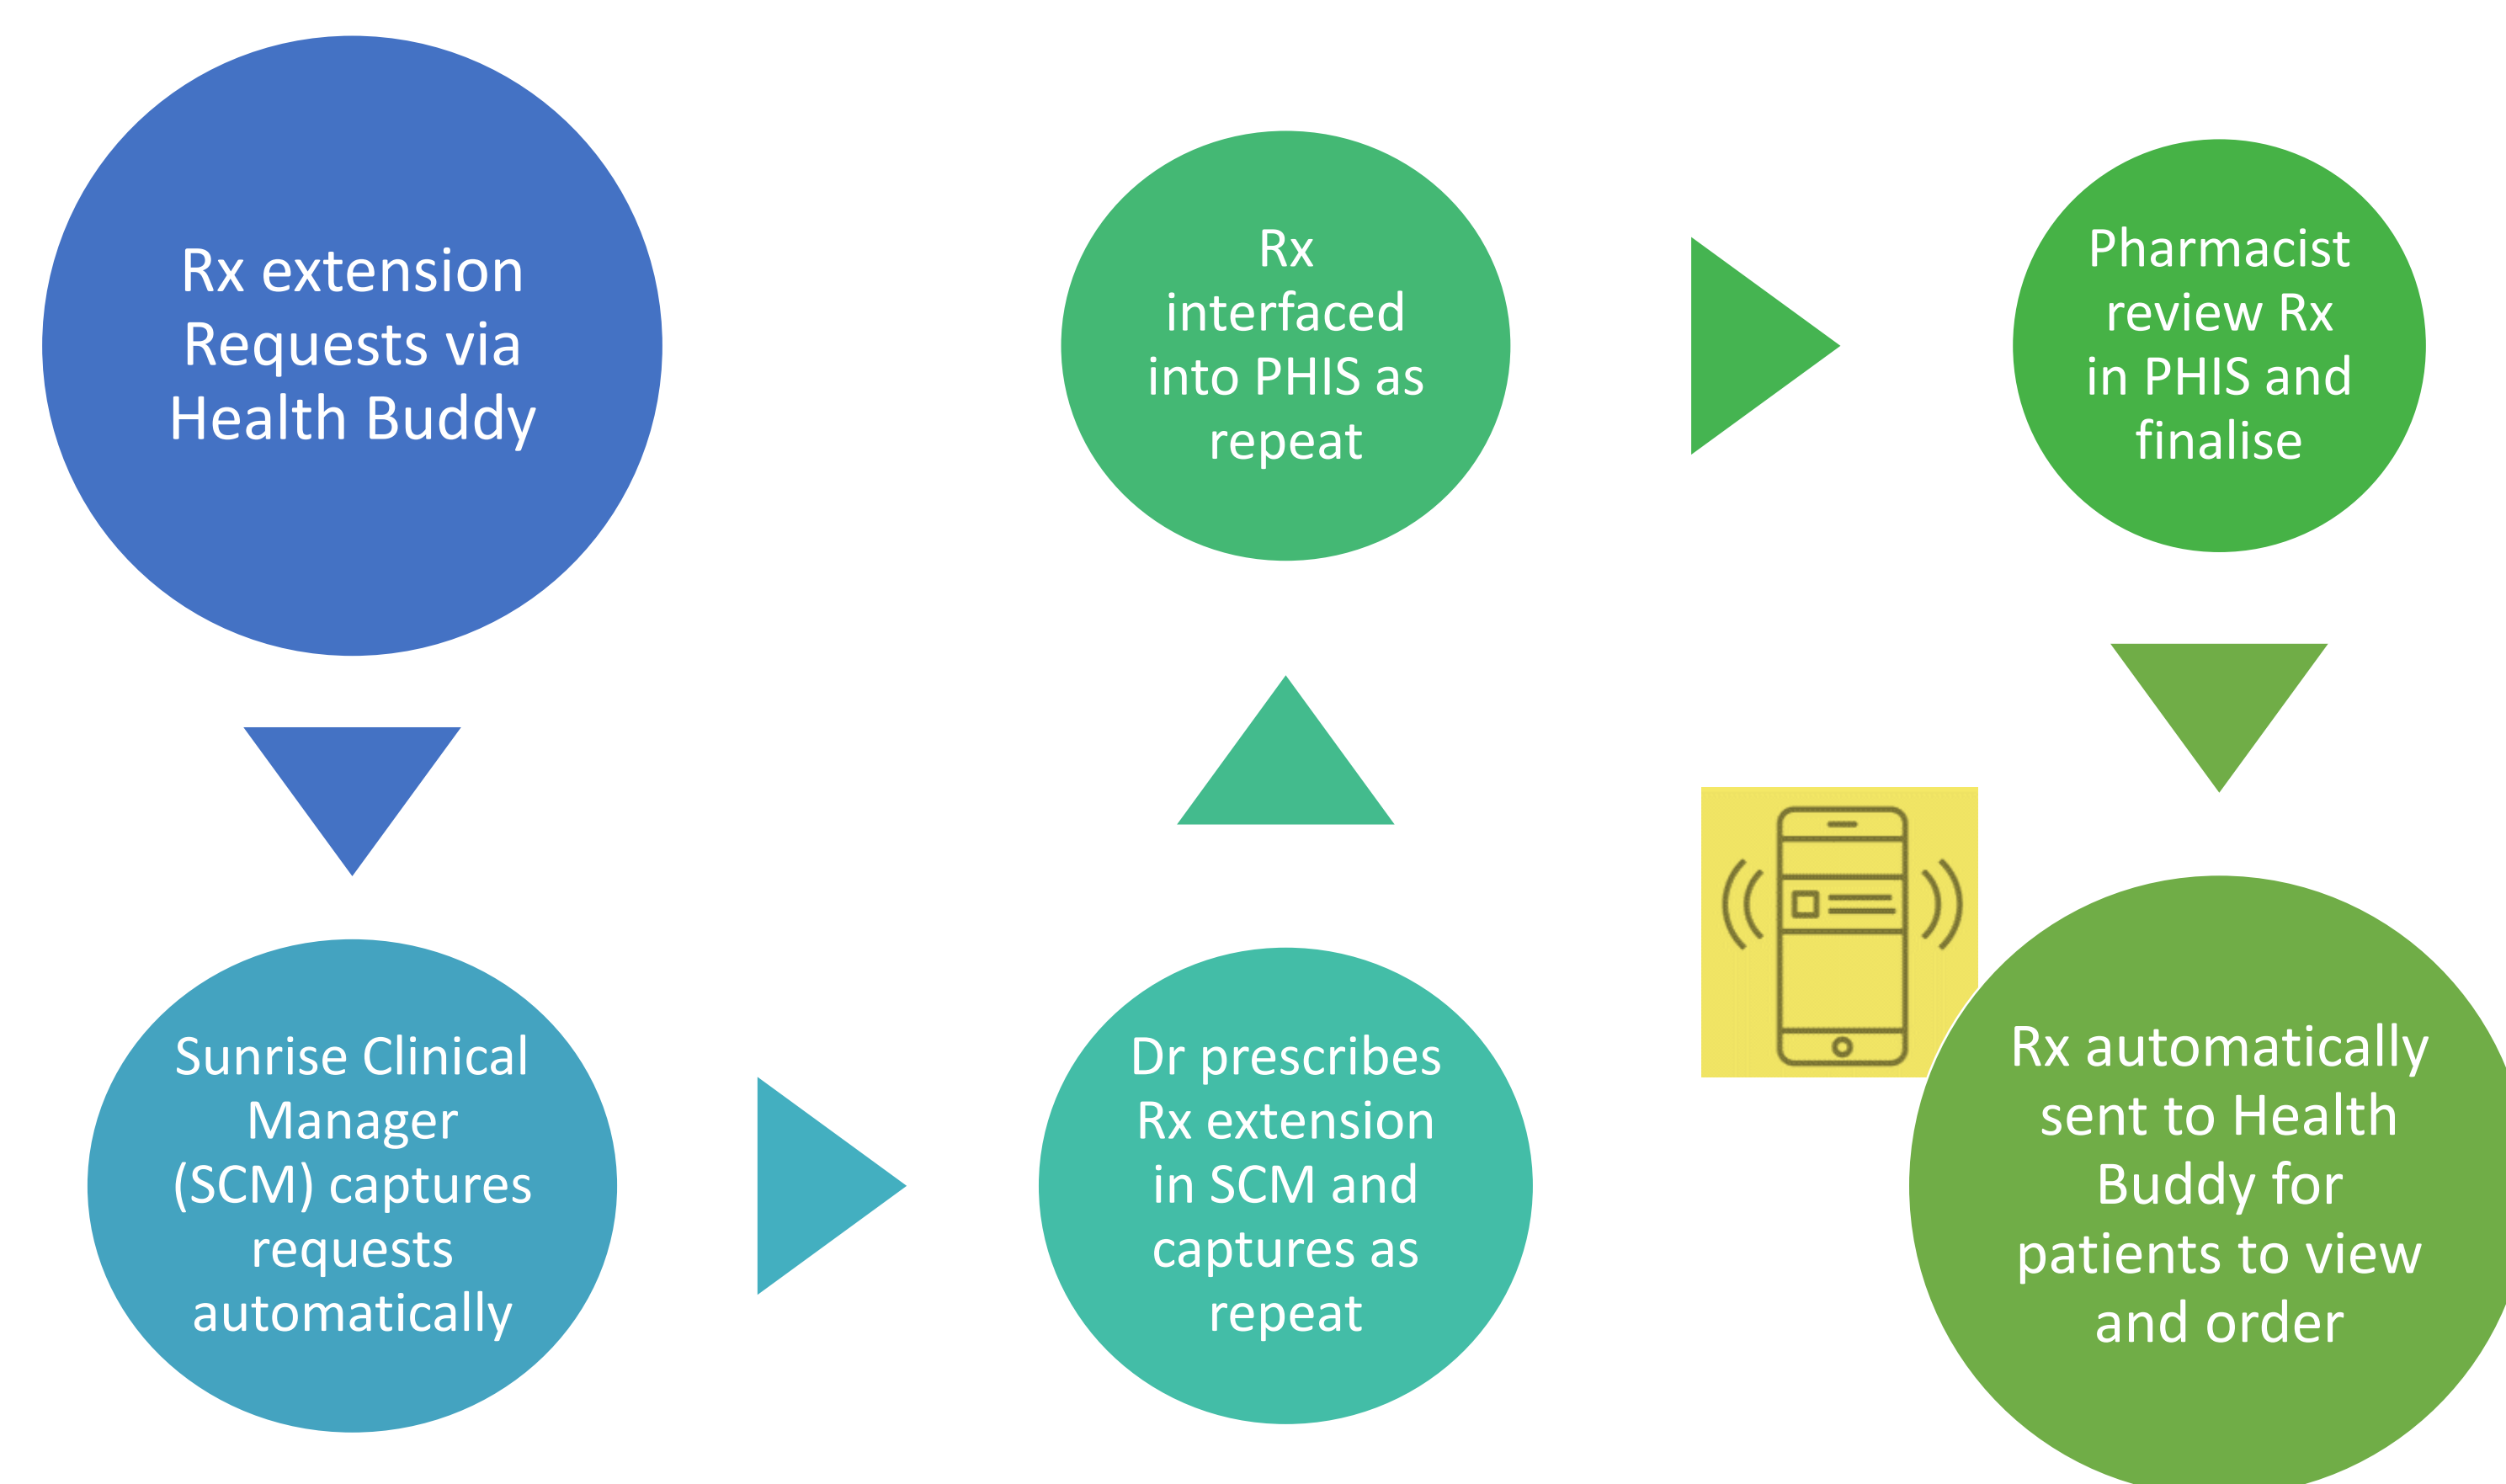 Rx extension
Requests via
Health Buddy
Sunrise Clinical
Manager
(SCM) captures
requests
automatically
Dr prescribes
Rx extension
in SCM and
captures as
repeat
Rx
interfaced
into PHIS as
repeat
Pharmacist
review Rx
in PHIS and
finalise
Rx automatically
sent to Health
Buddy for
patients to view
and order